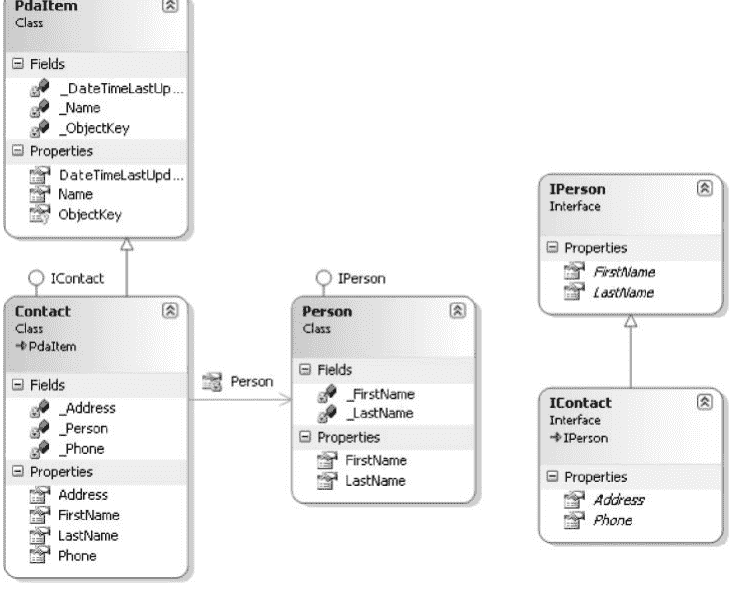 PdaItem
Class
Fields
_DateTimeLastUp...
_Name
_ObjectKey
Properties
DateTimeLastUpd...
Name
ObjectKey
IContact
Contact
Class
PdaItem
Fields
_Address
_Person
_Phone
Properties
Address
FirstName
LastName
Phone
Person
IPerson
Person
Class
Fields
_FirstName
_LastName
Properties
FirstName
LastName
IPerson
Interface
Properties
FirstName
LastName
IContact
Interface
IPerson
Properties
Address
Phone